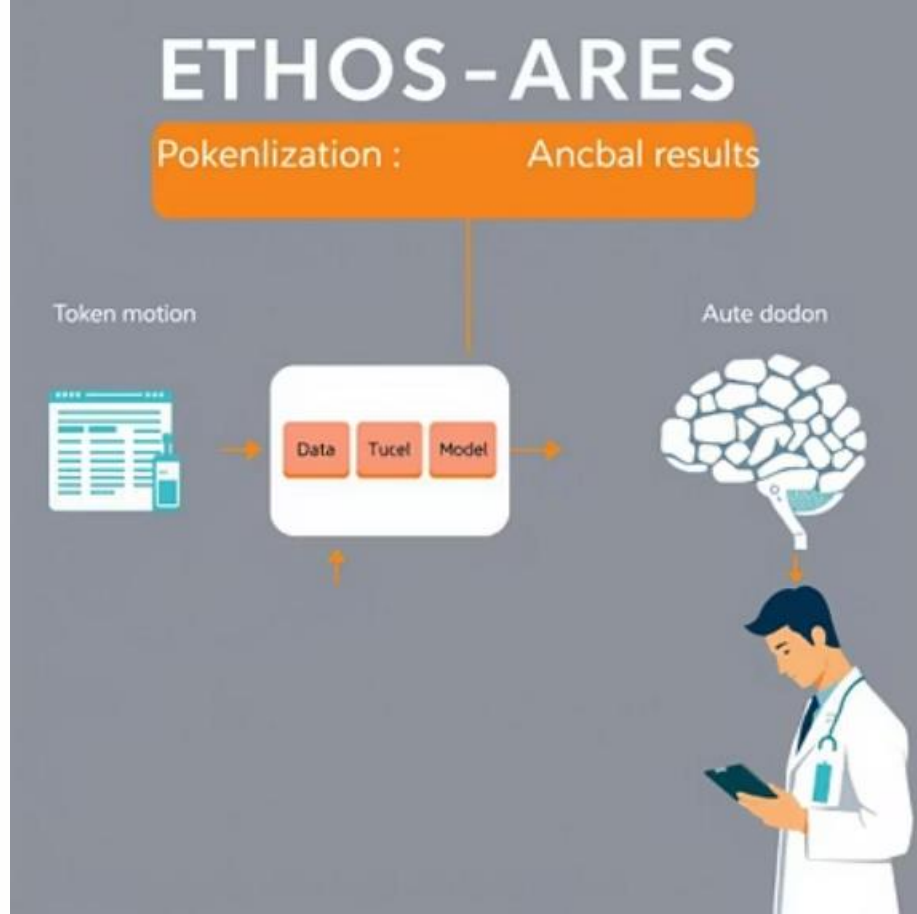 ETHOS - ARES
Pokenlization : Ancbal results
Token motion
Aute dodon
Data Tucel Model